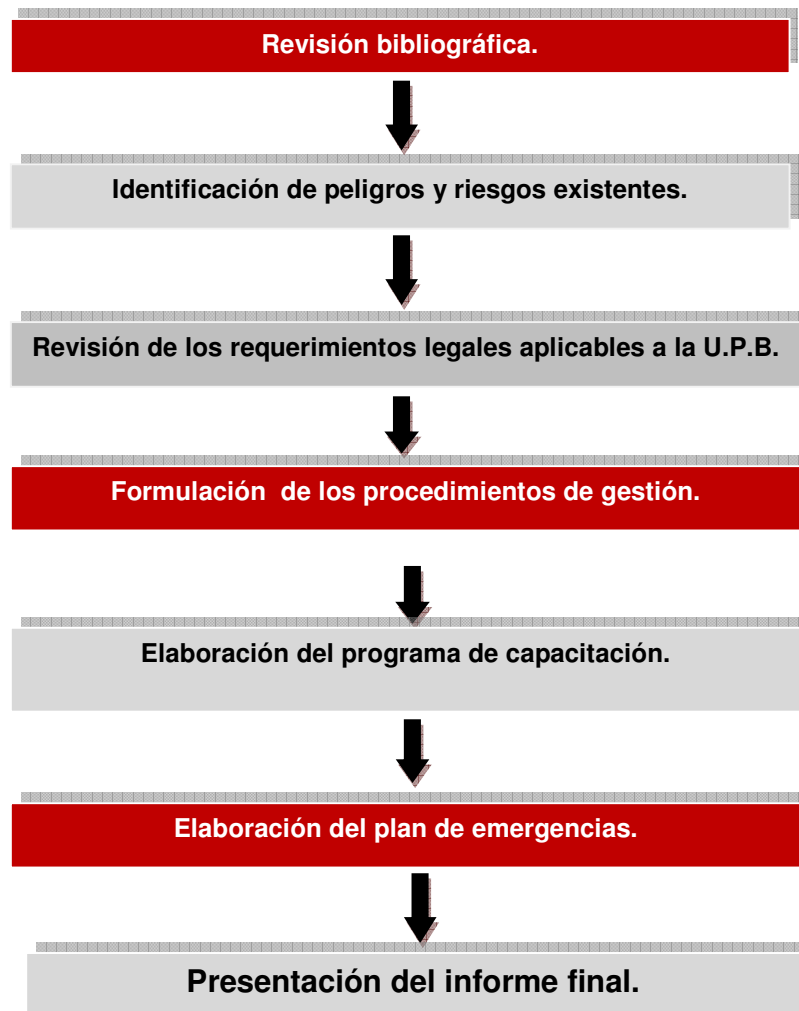 Revisión bibliográfica.
Identificación de peligros y riesgos existentes.
Revisión de los requerimientos legales aplicables a la U.P.B.
Formulación de los procedimientos de gestión.
Elaboración del programa de capacitación.
Elaboración del plan de emergencias.
Presentación del informe final.